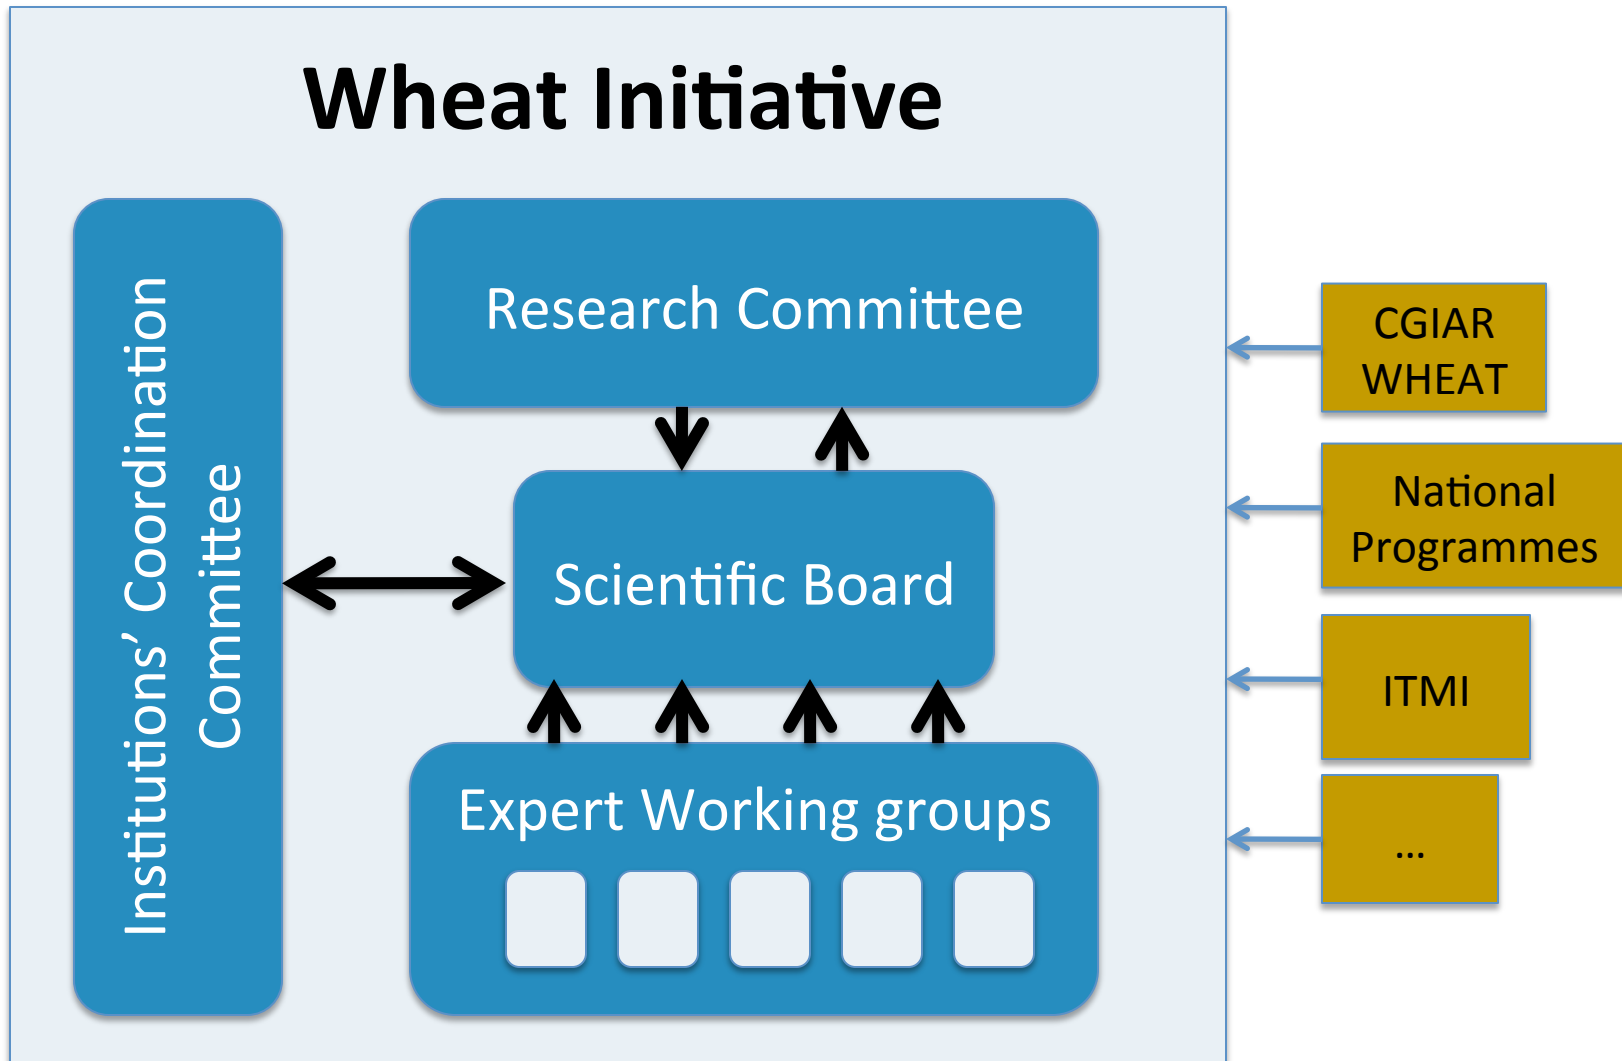 Wheat Initiative
Institutions’ Coordination
Committee
Research Committee
Scientific Board
Expert Working groups
CGIAR
WHEAT
National
Programmes
ITMI
...